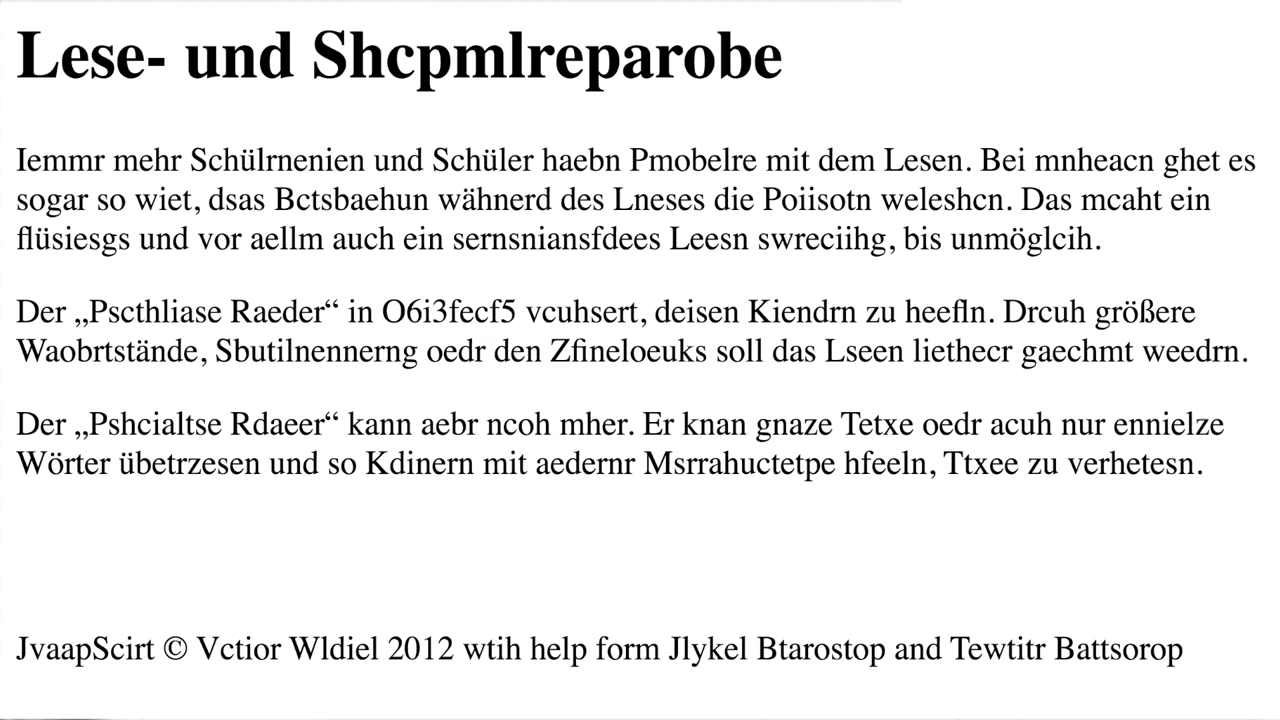 Lese- und Shcpmlreparobe
Iemmr mehr Schülrnenien und Schüler haebn Pmobelre mit dem Lesen. Bei mnheacn ghet es
sogar so wiet, dsas Bctsbaehun wähnerd des Lneses die Poiisotn weleshcn. Das mcaht ein
flüsiesgs und vor aellm auch ein sernsniansfdees Leesn swreciihg, bis unmöglcih.
Der „Pscthliase Raeder“ in O6i3fecf5 vcuhsert, deisen Kiendrn zu heefln. Drcuh größere
Waobrtstände, Sbutilnennerng oedr den Zfineloeuks soll das Lseen liethecr gaechmt weedrn.
Der „Pshcialtse Rdaeer“ kann aebr ncoh mher. Er knan gnaze Tetxe oedr acuh nur ennielze
Wörter übetrzesen und so Kdinern mit aedernr Msrrahuctetpe hfeeln, Ttxee zu verhetesn.
JvaapScirt © Vctior Wldiel 2012 wtih help form Jlykel Btarostop and Tewtitr Battsorop